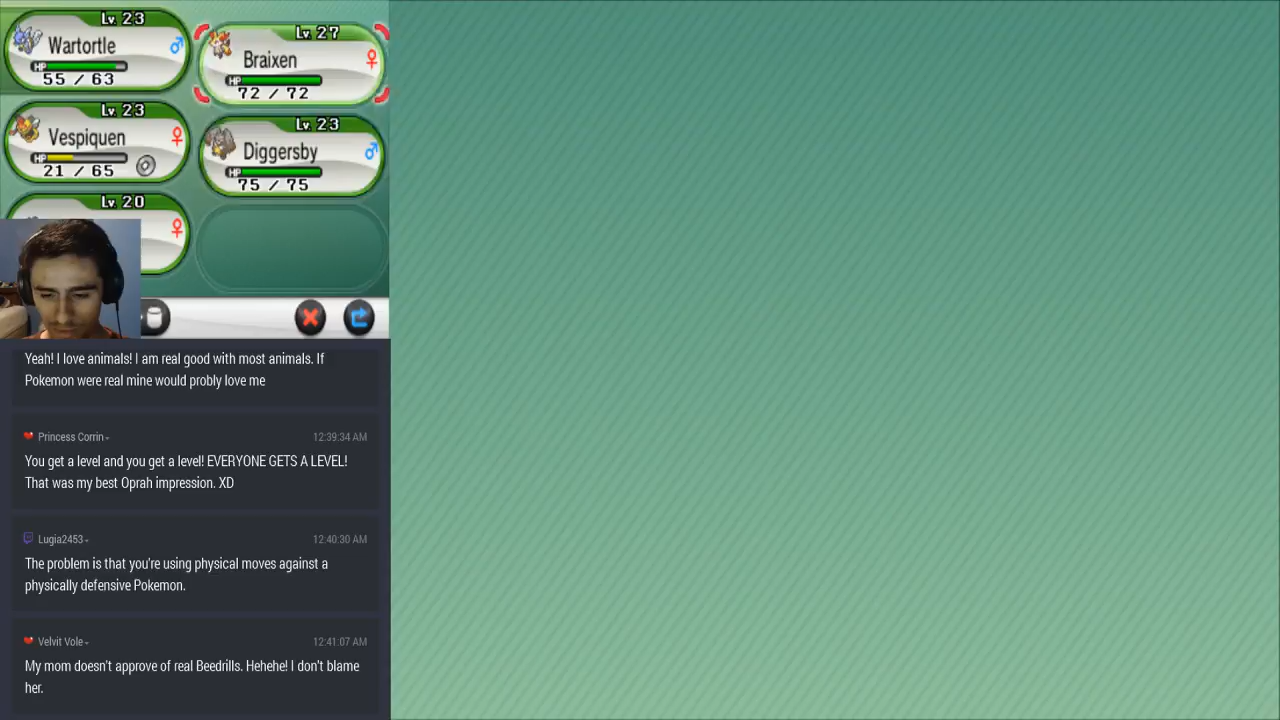 Lv.23
Wartortle ♂
HP
55 / 63
Lv.27
Braixen ♀
HP
72 / 72
Lv.23
Vespiquen ♀
HP
21 / 65
Lv.23
Diggersby ♂
HP
75 / 75
Lv.20
♀
Yeah! I love animals! I am real good with most animals. If
Pokemon were real mine would probly love me
Princess Corrin
12:39:34 AM
You get a level and you get a level! EVERYONE GETS A LEVEL!
That was my best Oprah impression. XD
Lugia2453
12:40:30 AM
The problem is that you're using physical moves against a
physically defensive Pokemon.
Velvit Vole
12:41:07 AM
My mom doesn't approve of real Beedrills. Hehehe! I don't blame
her.